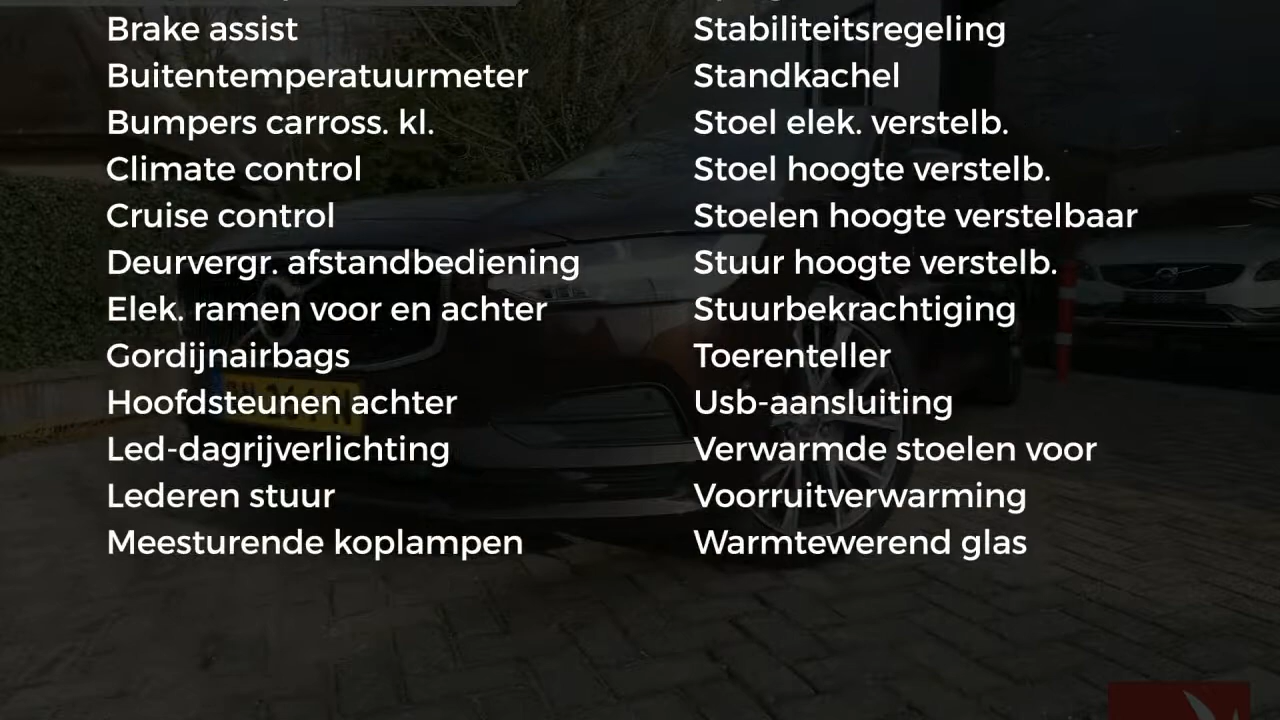 Brake assist
Buitentemperatuurmeter
Bumpers carross. kl.
Climate control
Cruise control
Deurvergr. afstandbediening
Elek. ramen voor en achter
Gordijnairbags
Hoofdsteunen achter
Led-dagrijverlichting
Lederen stuur
Meesturende koplampen
Stabiliteitsregeling
Standkachel
Stoel elek. verstelb.
Stoel hoogte verstelb.
Stoelen hoogte verstelbaar
Stuur hoogte verstelb.
Stuurbekrachtiging
Toerenteller
Usb-aansluiting
Verwarmde stoelen voor
Voorruitverwarming
Warmtewerend glas